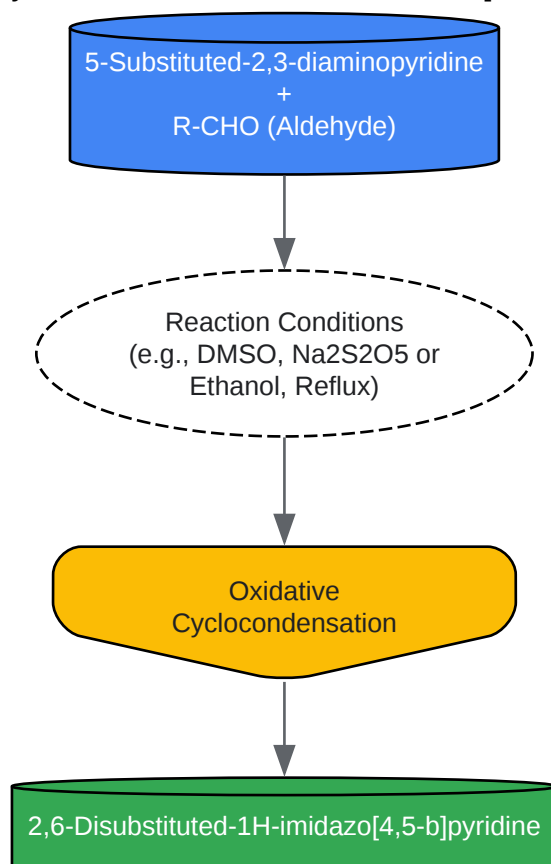 5-Substituted-2,3-diaminopyridine
+
R-CHO (Aldehyde)
Reaction Conditions
(e.g., DMSO, Na2S2O5 or
Ethanol, Reflux)
Oxidative
Cyclocondensation
2,6-Disubstituted-1H-imidazo[4,5-b]pyridine